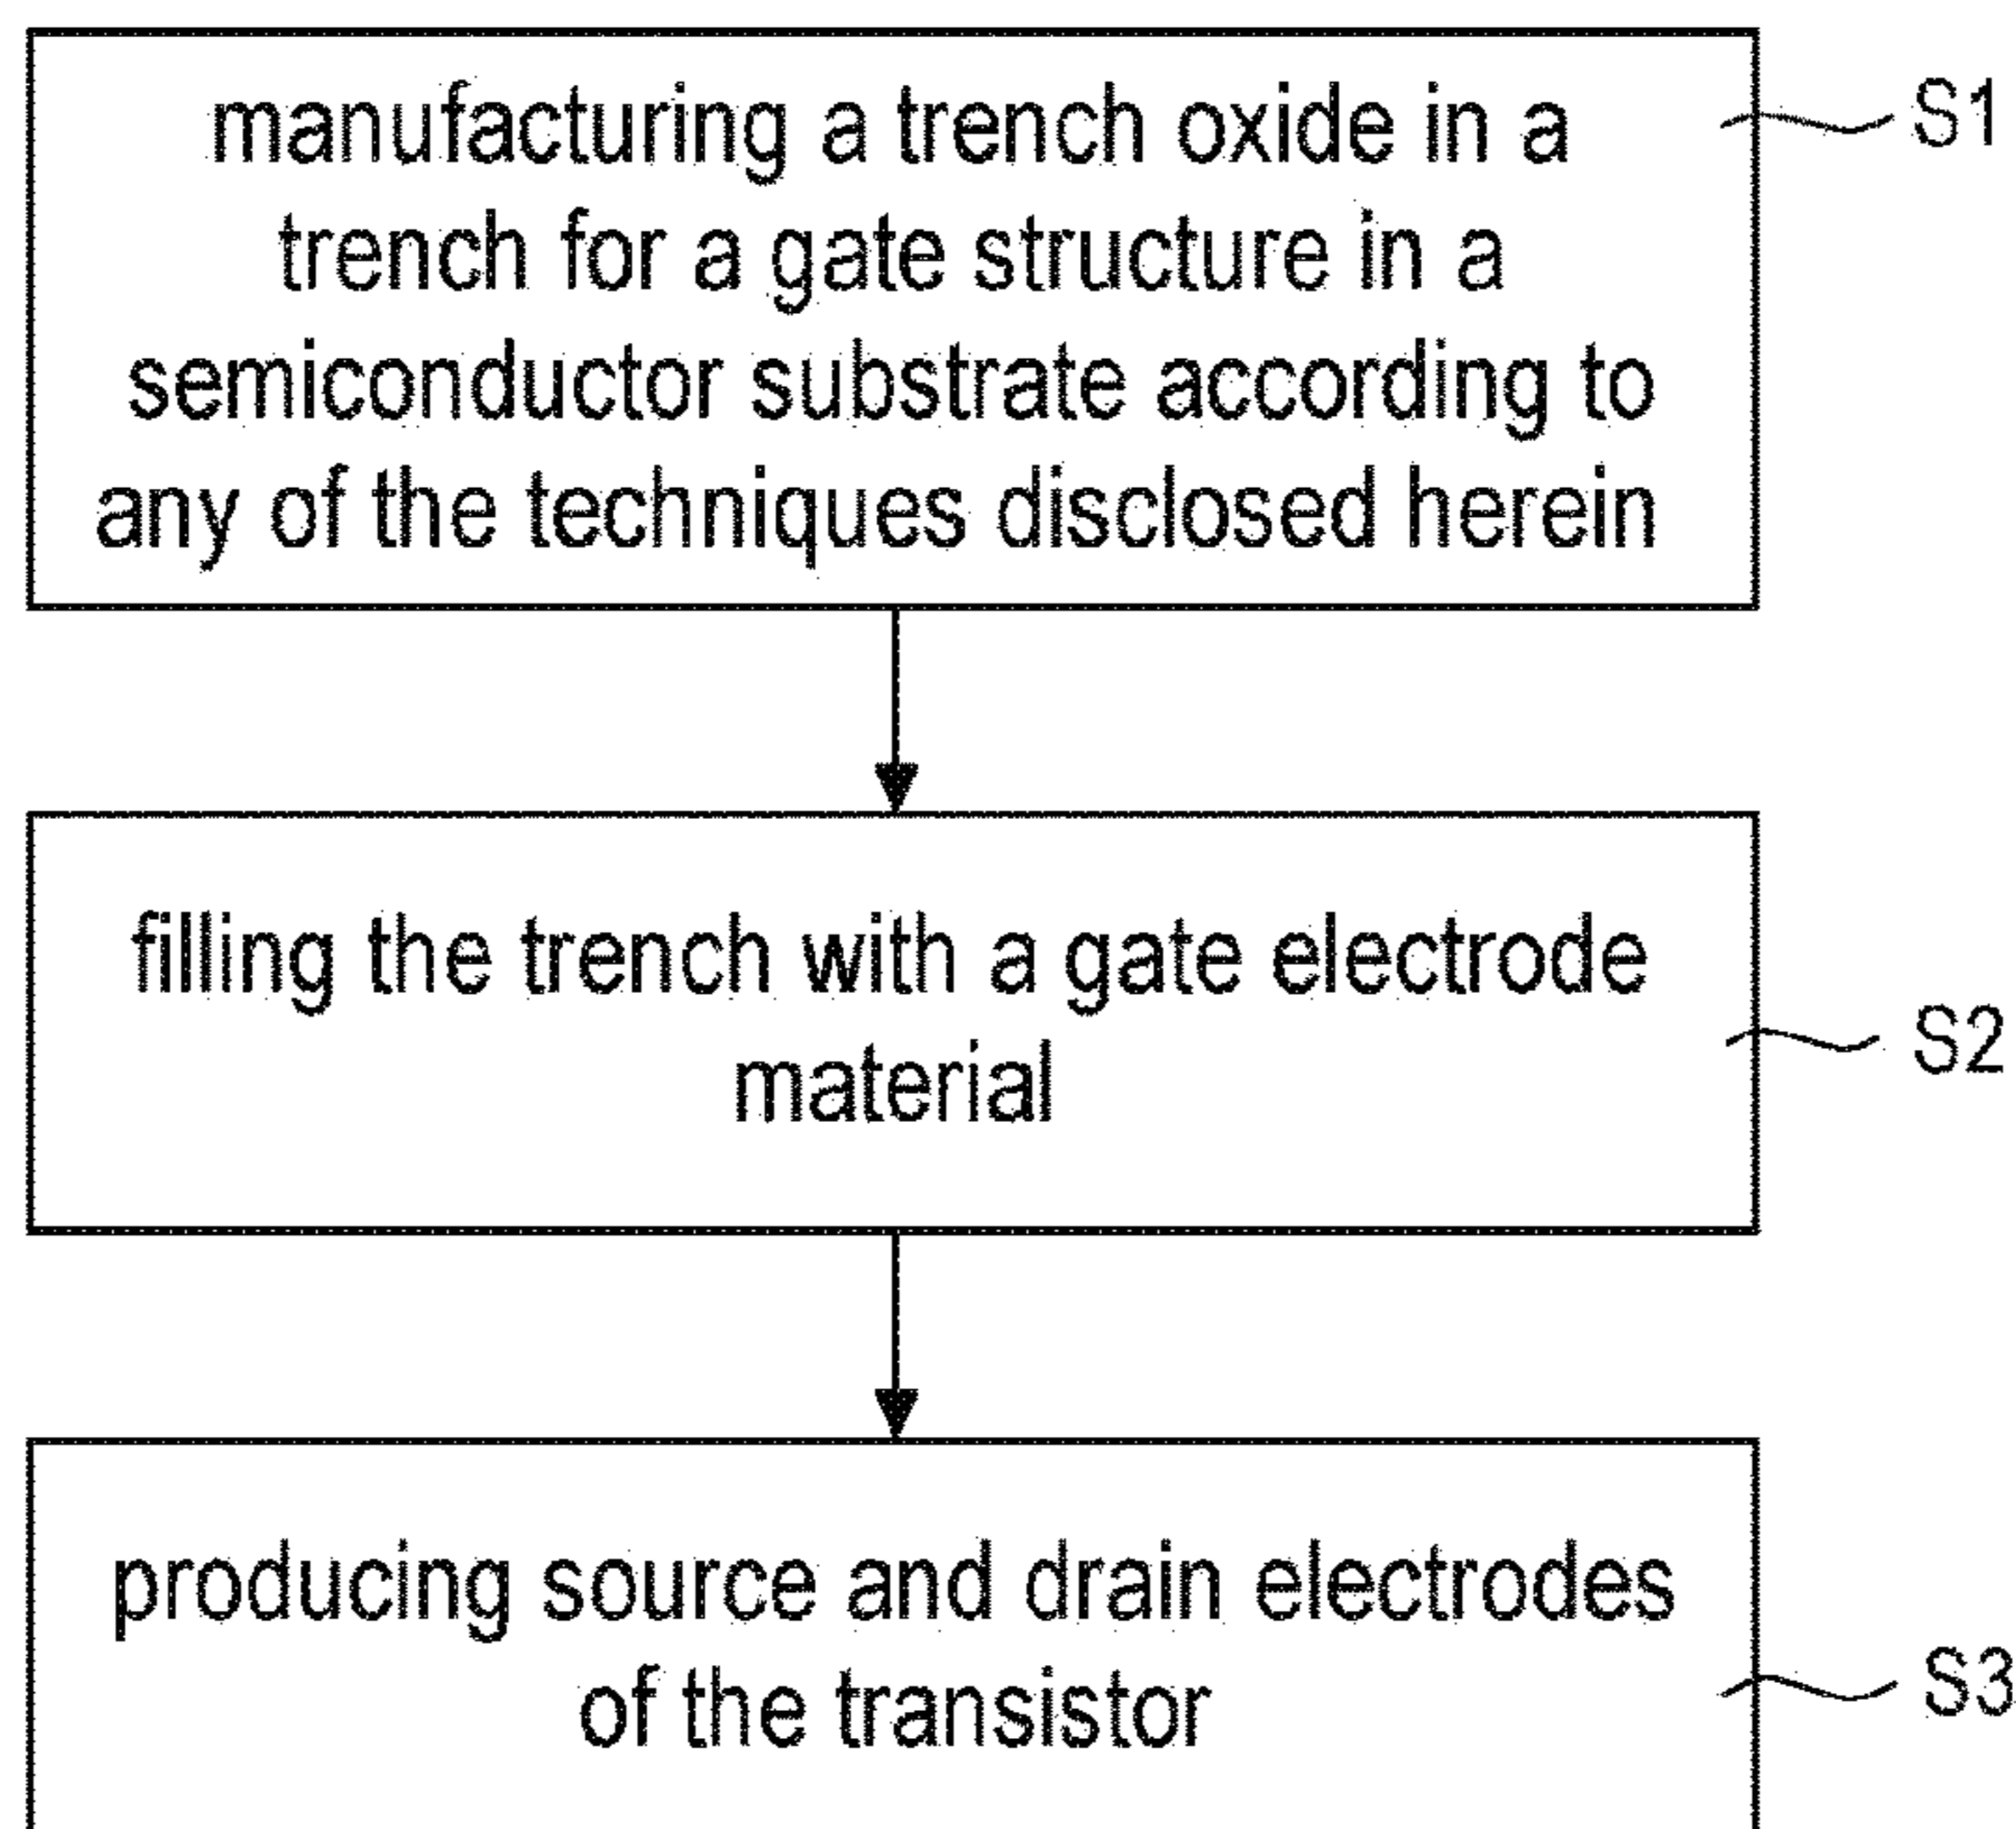 manufacturing a trench oxide in a
S1
trench for a gate structure in a
semiconductor substrate according to
any of the techniques disclosed herein
filling the trench with a gate electrode
S2
material
producing source and drain electrodes
S3
of the transistor